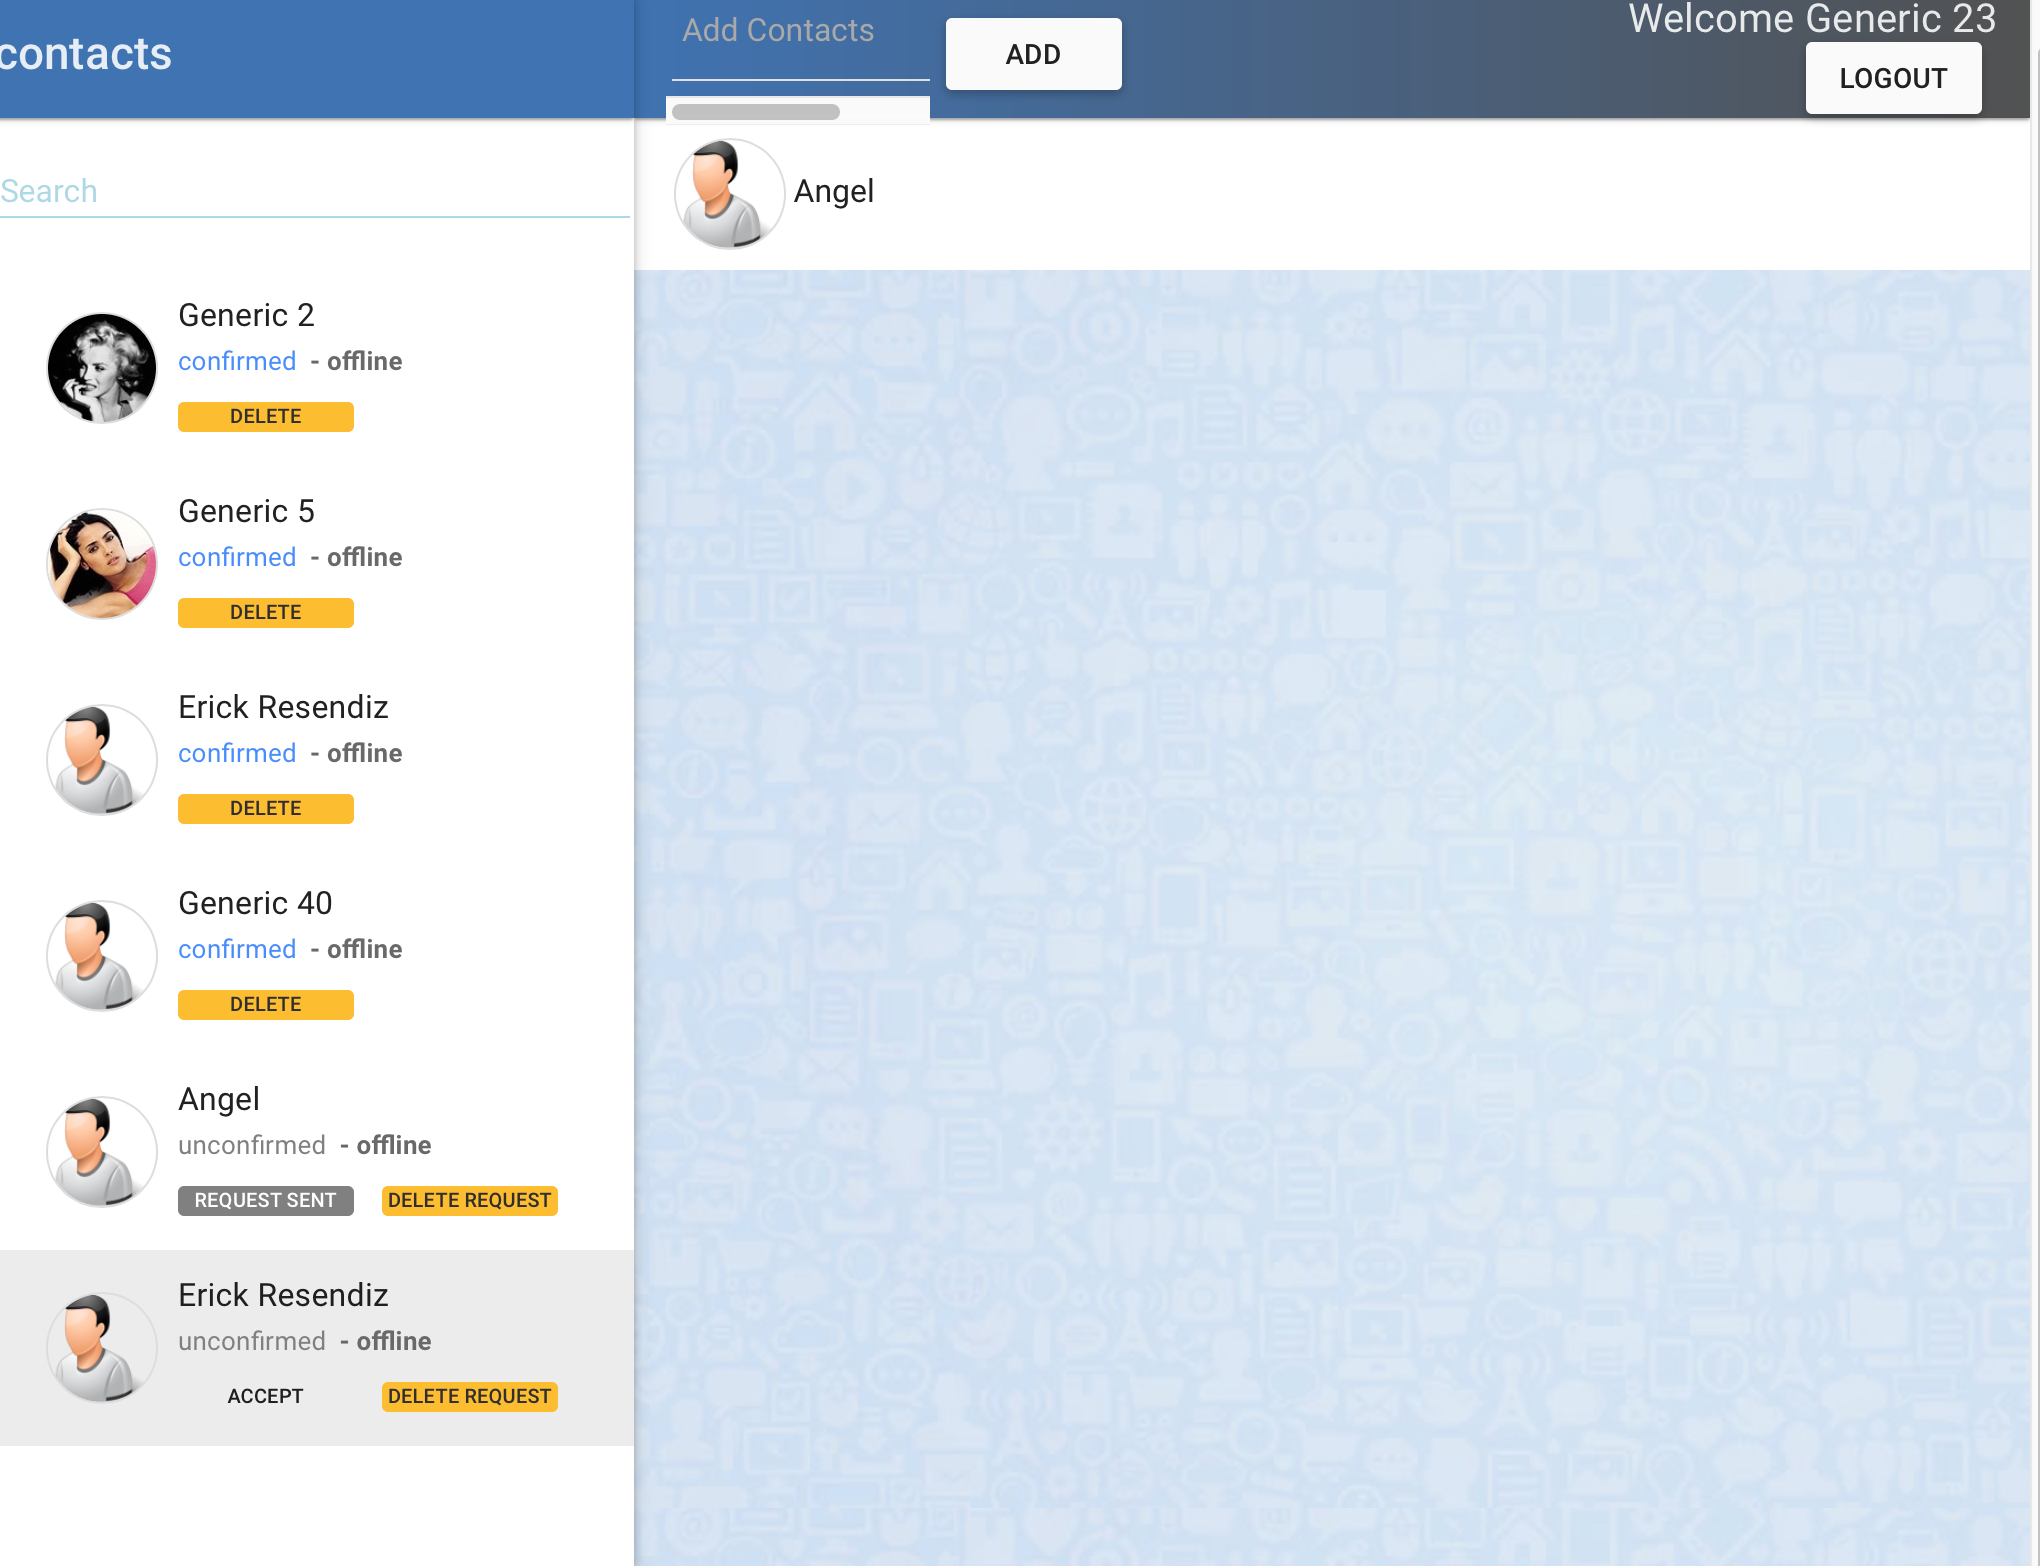 contacts
Add Contacts
ADD
Welcome Generic 23
LOGOUT
Search
Angel
Generic 2
confirmed - offline
DELETE
Generic 5
confirmed - offline
DELETE
Erick Resendiz
confirmed - offline
DELETE
Generic 40
confirmed - offline
DELETE
Angel
unconfirmed - offline
REQUEST SENT DELETE REQUEST
Erick Resendiz
unconfirmed - offline
ACCEPT DELETE REQUEST